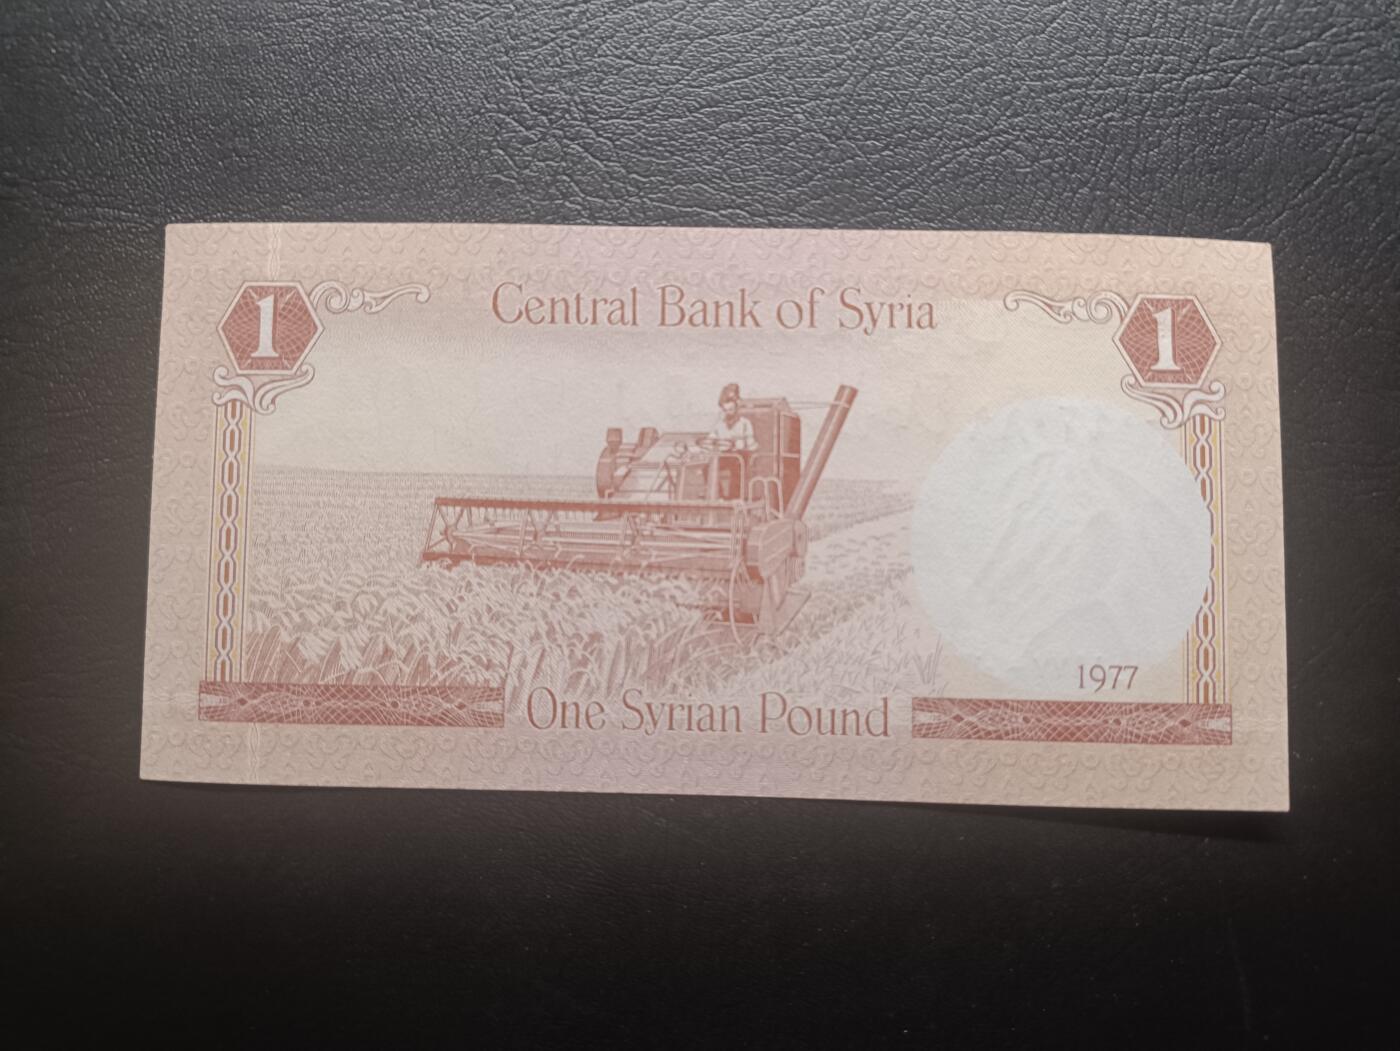 Central Bank of Syria
1
1
1977
One Syrian Pound